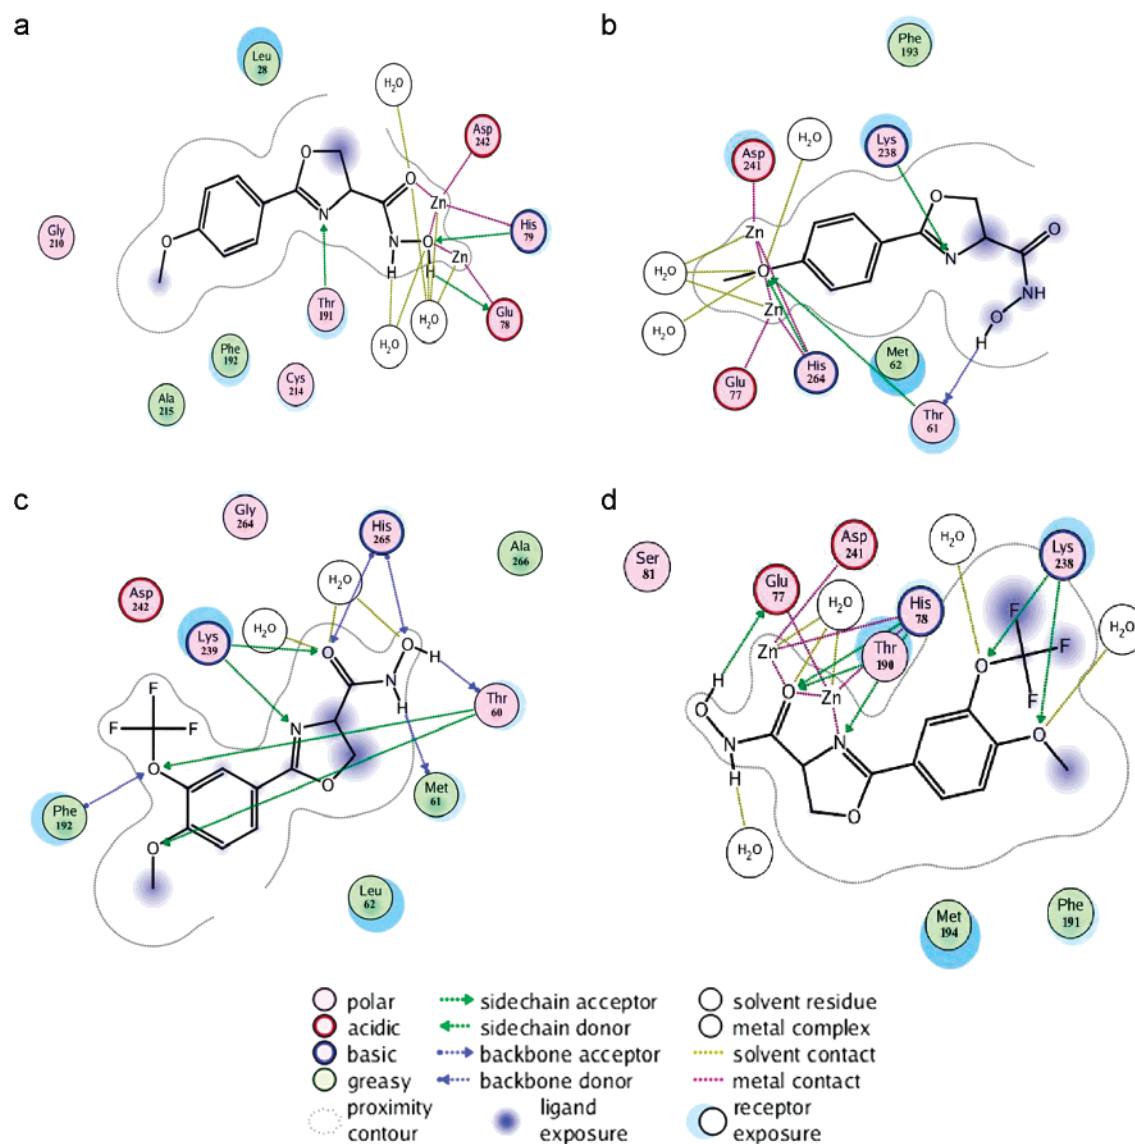 a
Leu
28
H₂O
Asp
242
O
O
Zn
Gly
210
N
N
O
His
79
Zn
O
H
H
Thr
191
H₂O
Glu
78
H₂O
Phe
192
Cys
214
Ala
215
b
Phe
193
H₂O
Lys
238
Asp
241
O
O
Zn
N
H₂O
O
NH
Zn
O
H₂O
H
Met
62
His
264
Glu
77
Thr
61
c
Gly
264
His
265
Ala
266
H₂O
Asp
242
H₂O
Lys
239
O
O
H
N
F
H
Thr
60
F
F
N
O
O
Met
61
Phe
192
O
Leu
62
d
Asp
241
H₂O
Lys
238
Ser
81
Glu
77
H₂O
His
78
F
H₂O
Zn
Thr
190
F
O
H
O
Zn
F
O
N
O
N
H
O
H₂O
Met
194
Phe
191
polar
sidechain acceptor
solvent residue
acidic
sidechain donor
metal complex
basic
backbone acceptor
solvent contact
greasy
backbone donor
metal contact
proximity
contour
ligand
exposure
receptor
exposure